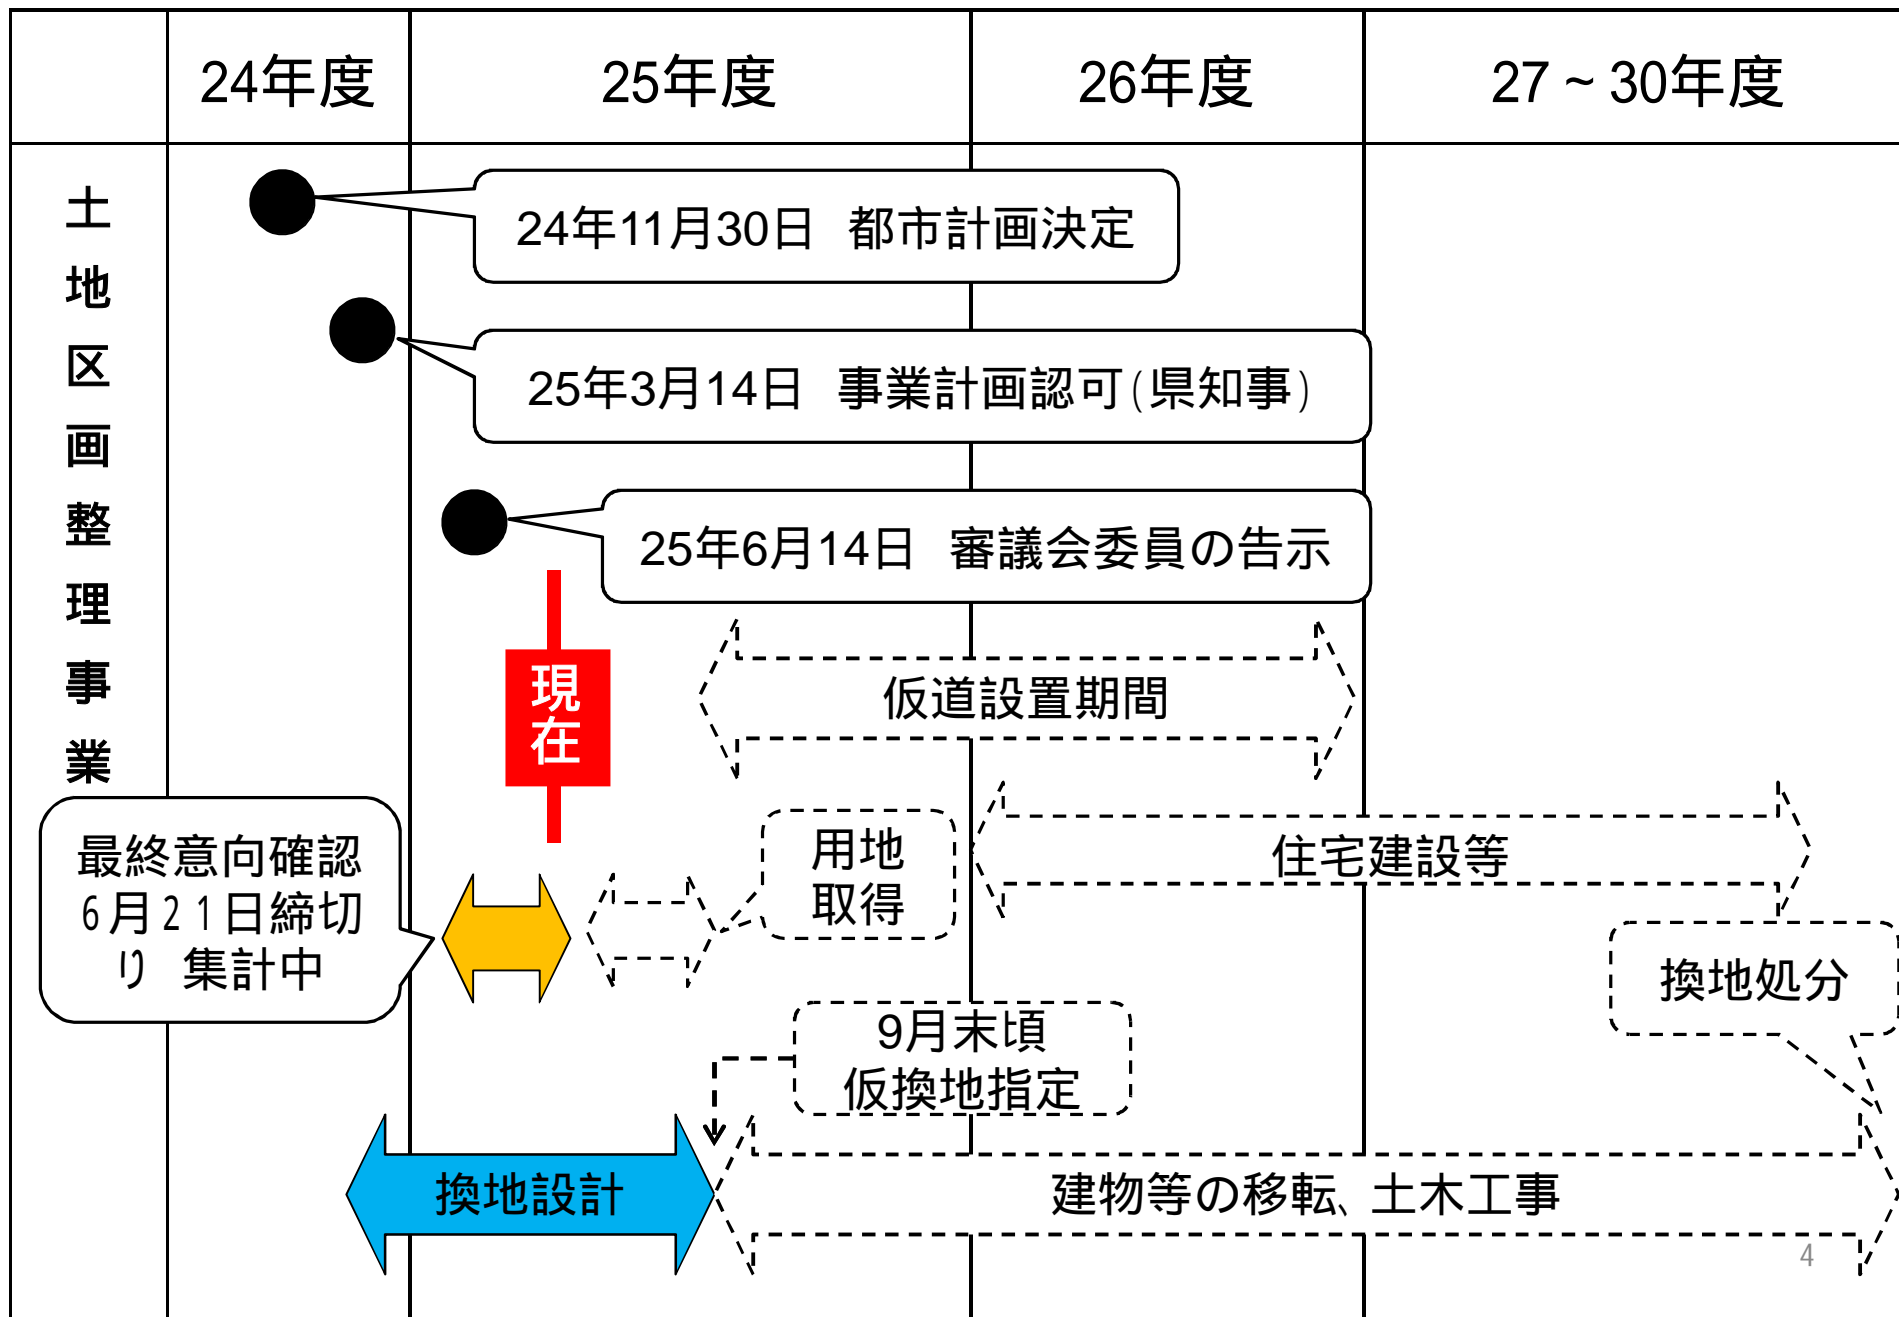 24年度
25年度
26年度
27～30年度
土地区画整理事業
24年11月30日　都市計画決定
25年3月14日　事業計画認可(県知事)
25年6月14日　審議会委員の告示
現在
仮道設置期間
最終意向確認
6月21日締切
り　集計中
用地
取得
住宅建設等
換地処分
9月末頃
仮換地指定
換地設計
建物等の移転、土木工事
4